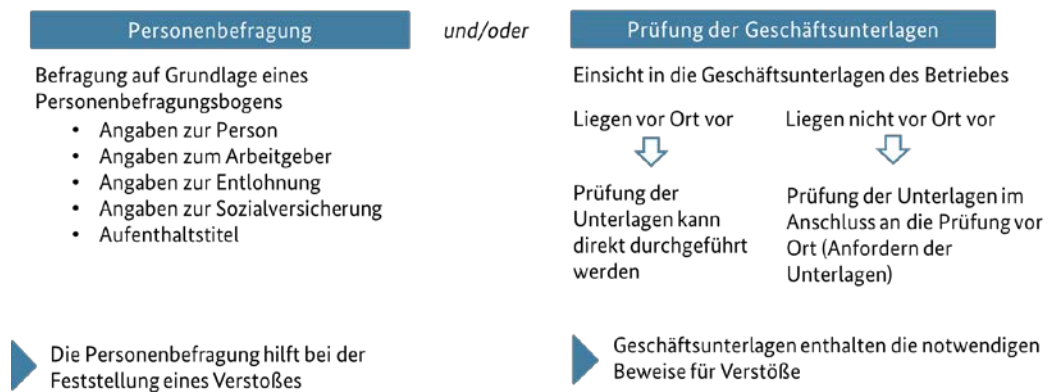 Personenbefragung
und/oder
Prüfung der Geschäftsunterlagen
Befragung auf Grundlage eines
Personenbefragungsbogens
• Angaben zur Person
• Angaben zum Arbeitgeber
• Angaben zur Entlohnung
• Angaben zur Sozialversicherung
• Aufenthaltstitel
Die Personenbefragung hilft bei der
Feststellung eines Verstoßes
Einsicht in die Geschäftsunterlagen des Betriebes
Liegen vor Ort vor
Prüfung der
Unterlagen kann
direkt durchgeführt
werden
Liegen nicht vor Ort vor
Prüfung der Unterlagen im
Anschluss an die Prüfung vor
Ort (Anfordern der
Unterlagen)
Geschäftsunterlagen enthalten die notwendigen
Beweise für Verstöße